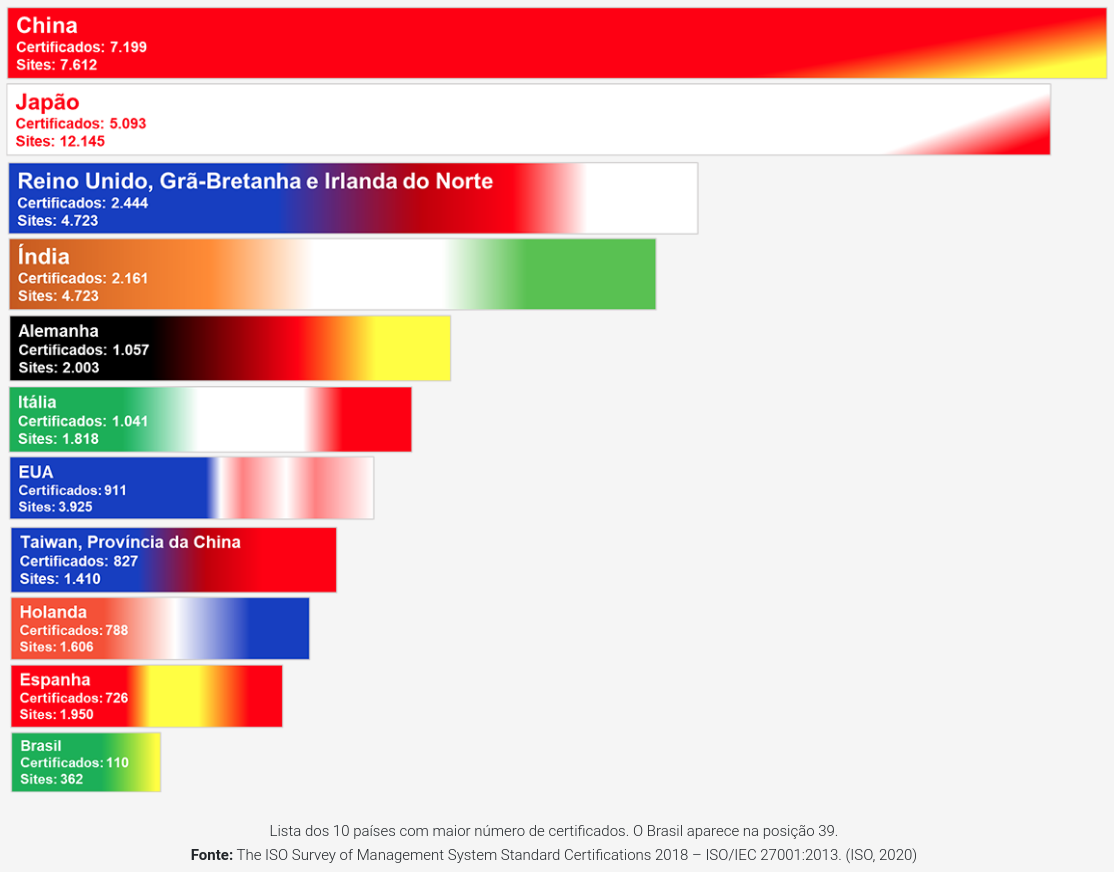 China
Certificados: 7.199
Sites: 7.612
Japão
Certificados: 5.093
Sites: 12.145
Reino Unido, Grã-Bretanha e Irlanda do Norte
Certificados: 2.444
Sites: 4.723
Índia
Certificados: 2.161
Sites: 4.723
Alemanha
Certificados: 1.057
Sites: 2.003
Itália
Certificados: 1.041
Sites: 1.818
EUA
Certificados: 911
Sites: 3.925
Taiwan, Província da China
Certificados: 827
Sites: 1.410
Holanda
Certificados: 788
Sites: 1.606
Espanha
Certificados: 726
Sites: 1.950
Brasil
Certificados: 110
Sites: 362
Lista dos 10 países com maior número de certificados. O Brasil aparece na posição 39.
Fonte: The ISO Survey of Management System Standard Certifications 2018 – ISO/IEC 27001:2013. (ISO, 2020)